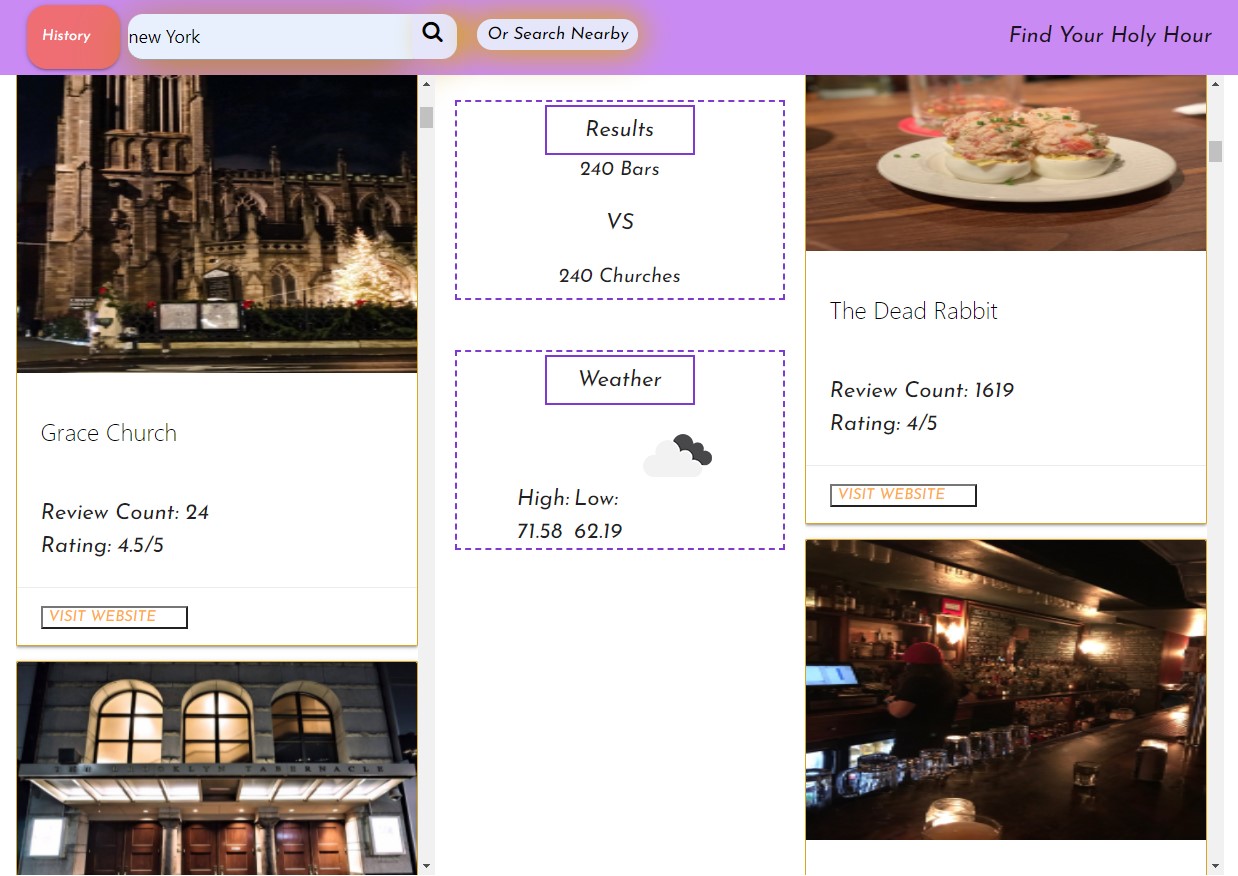 History
new York
Or Search Nearby
Find Your Holy Hour
Grace Church
Review Count: 24
Rating: 4.5/5
VISIT WEBSITE
THE BROOKLYN TABERNACLE
Results
240 Bars
VS
240 Churches
Weather
High: Low:
71.58 62.19
The Dead Rabbit
Review Count: 1619
Rating: 4/5
VISIT WEBSITE